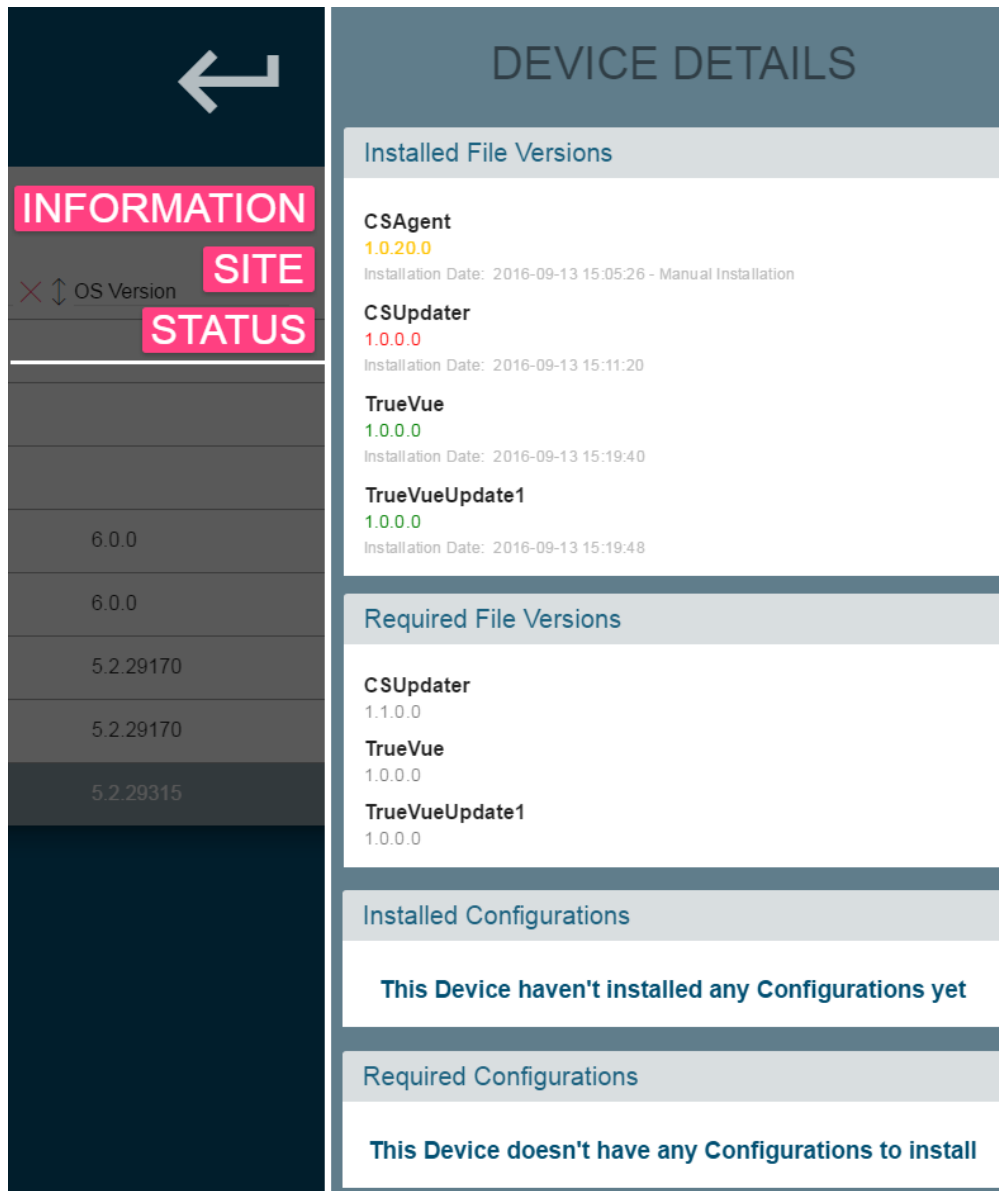 INFORMATION
SITE
OS Version
STATUS
6.0.0
6.0.0
5.2.29170
5.2.29170
5.2.29315
DEVICE DETAILS
Installed File Versions
CSAgent
1.0.20.0
Installation Date: 2016-09-13 15:05:26 - Manual Installation
CSUpdater
1.0.0.0
Installation Date: 2016-09-13 15:11:20
TrueVue
1.0.0.0
Installation Date: 2016-09-13 15:19:40
TrueVueUpdate1
1.0.0.0
Installation Date: 2016-09-13 15:19:48
Required File Versions
CSUpdater
1.1.0.0
TrueVue
1.0.0.0
TrueVueUpdate1
1.0.0.0
Installed Configurations
This Device haven't installed any Configurations yet
Required Configurations
This Device doesn't have any Configurations to install